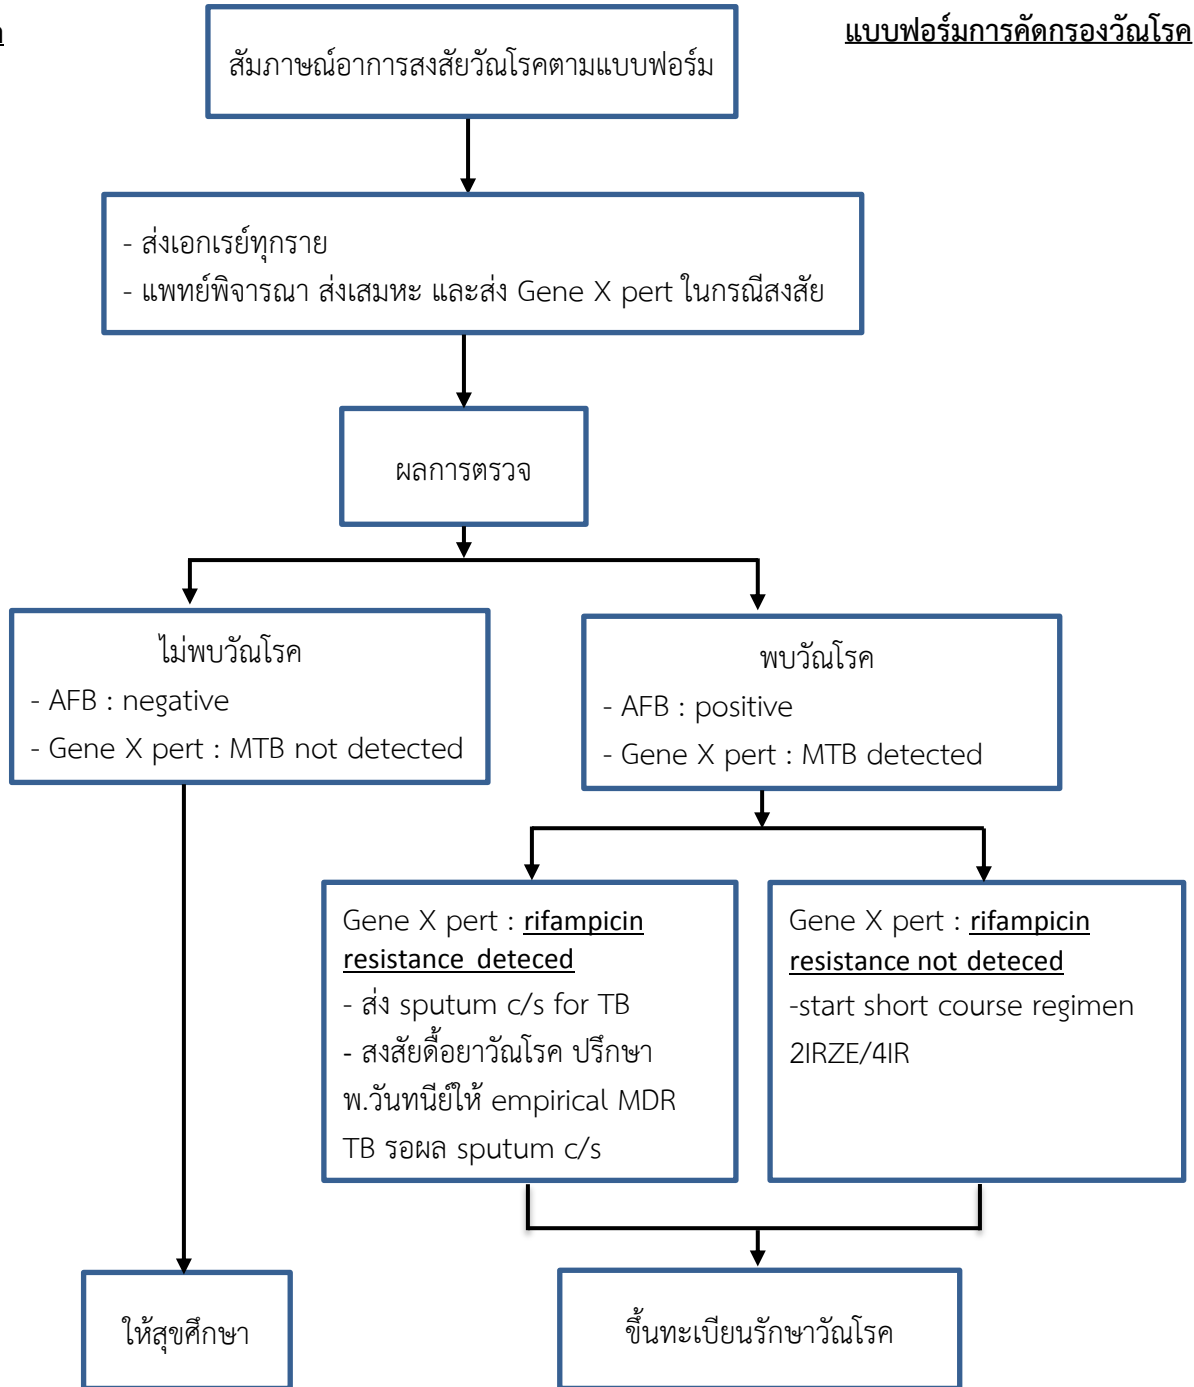 แบบฟอร์มการคัดกรองวัณโรค
สัมภาษณ์อาการสงสัยวัณโรคตามแบบฟอร์ม
- ส่งเอกเรย์ทุกราย
- แพทย์พิจารณา ส่งเสมหะ และส่ง Gene X pert ในกรณีสงสัย
ผลการตรวจ
ไม่พบวัณโรค
- AFB : negative
- Gene X pert : MTB not detected
พบวัณโรค
- AFB : positive
- Gene X pert : MTB detected
Gene X pert : rifampicin
resistance deteced
- ส่ง sputum c/s for TB
- สงสัยดื้อยาวัณโรค ปรึกษา
พ.วันทนีย์ให้ empirical MDR
TB รอผล sputum c/s
Gene X pert : rifampicin
resistance not deteced
-start short course regimen
2IRZE/4IR
ให้สุขศึกษา
ขึ้นทะเบียนรักษาวัณโรค